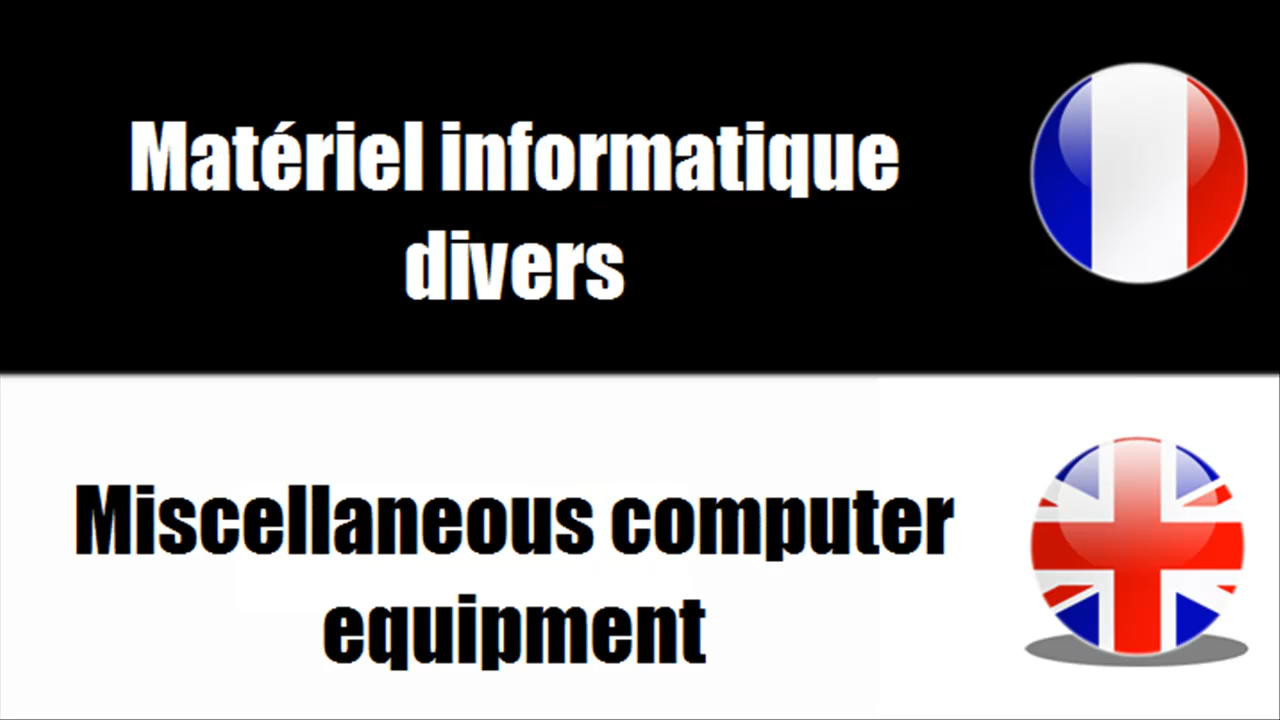 Matériel informatique
divers
Miscellaneous computer
equipment